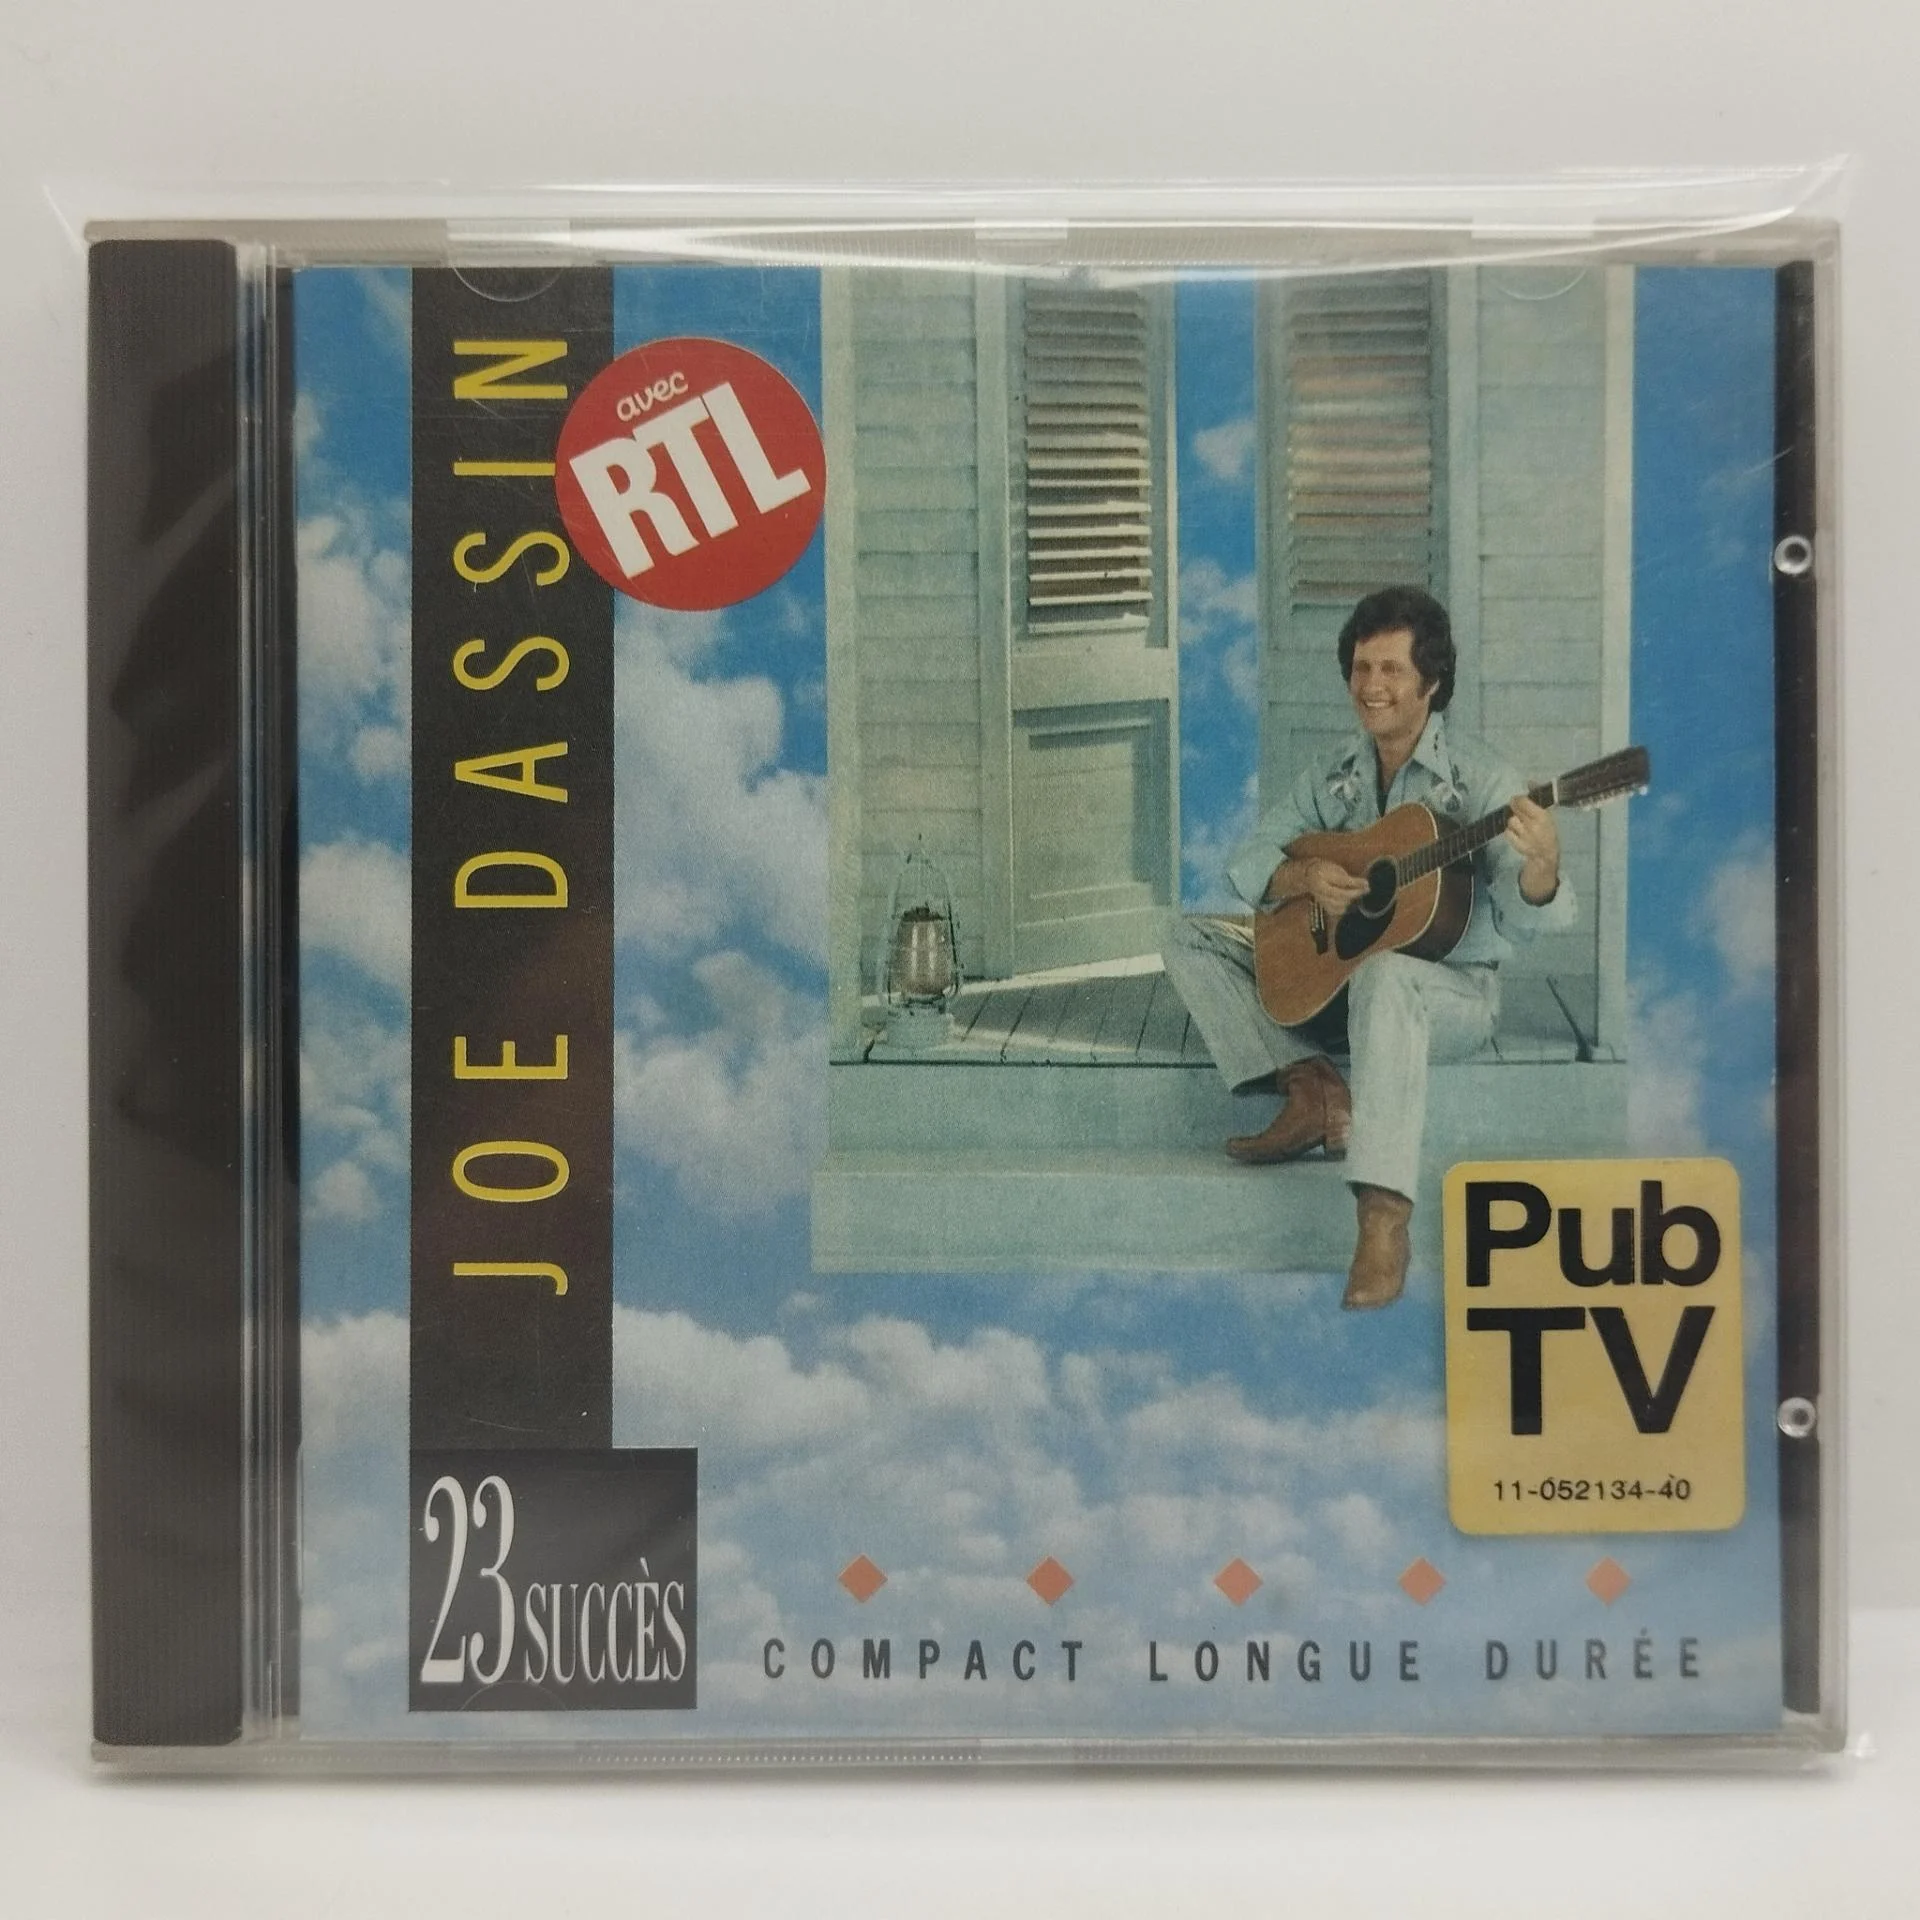 JOE DASSIN
avec
RTL
Pub
TV
11-052134-40
23 SUCCÈS
COMPACT LONGUE DURÉE